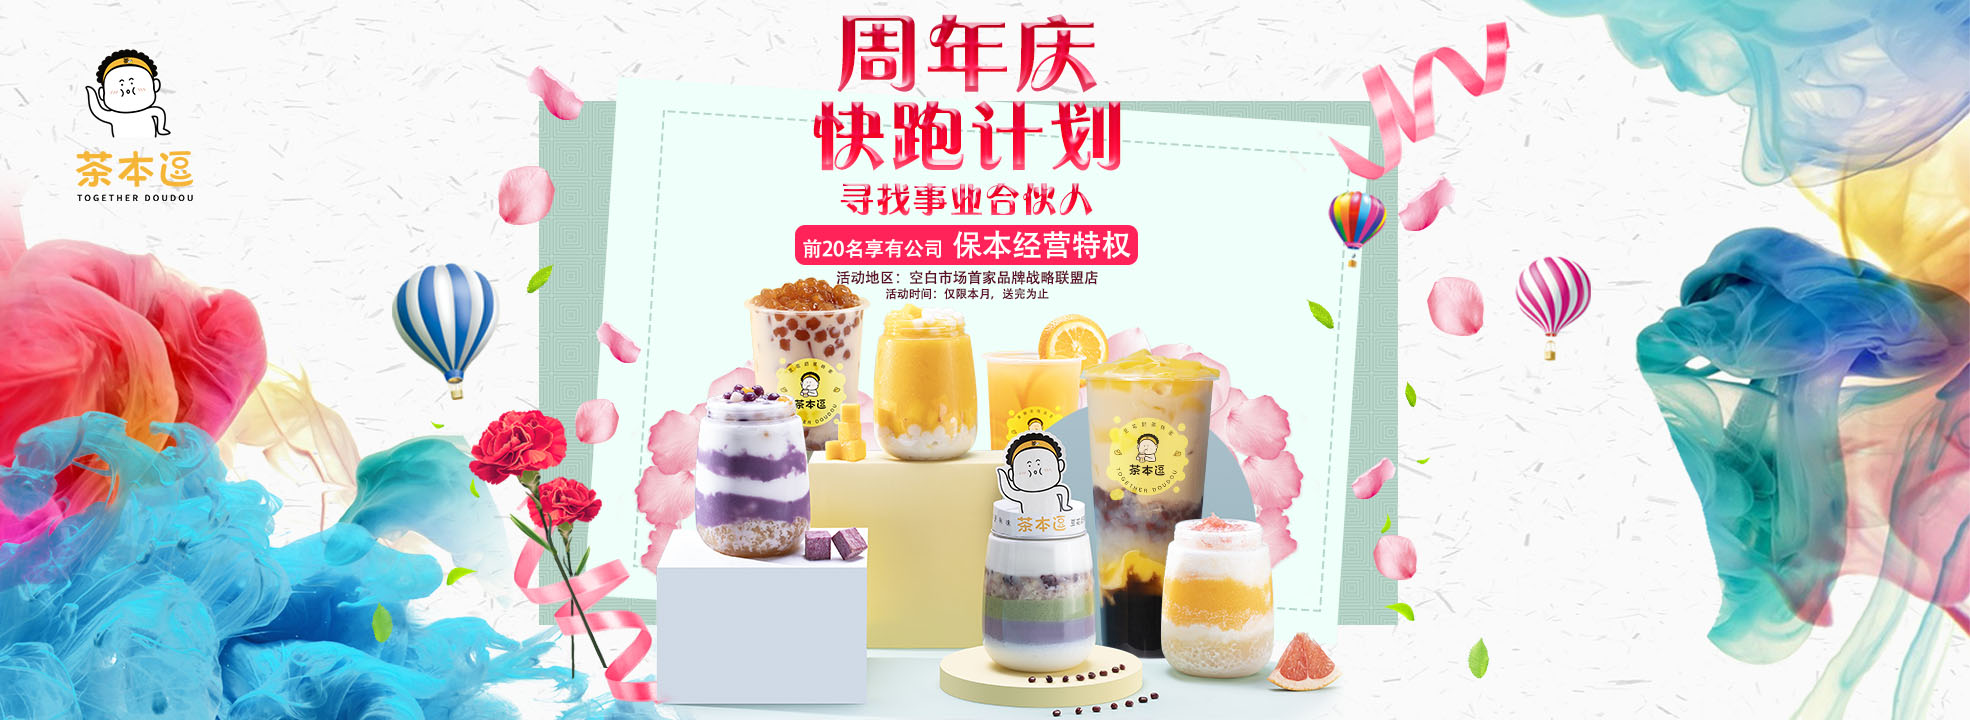 茶本逗
TOGETHER DOUDOU
周年庆
快跑计划
寻找事业合伙人
前20名享有公司 保本经营特权
活动地区：空白市场首家品牌战略联盟店
活动时间：仅限本月，送完为止
茶本逗
TOGETHER DOUDOU
茶本逗
TOGETHER DOUDOU
茶本逗